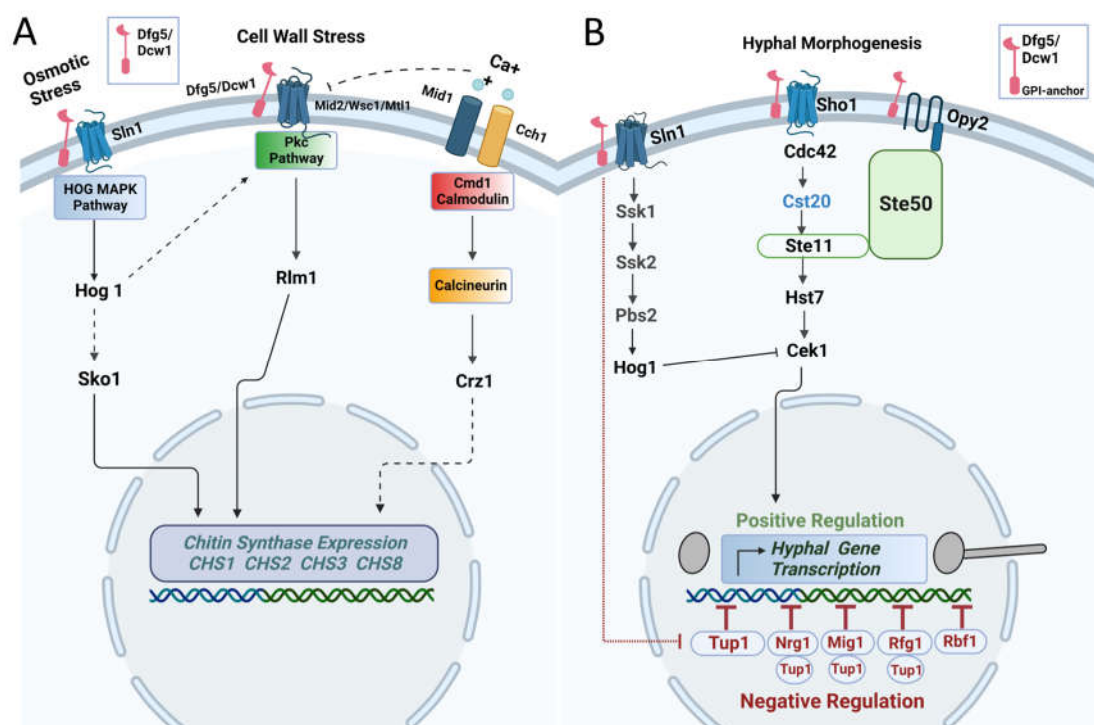 A
Dfg5/
Dcw1
Osmotic
Stress
Cell Wall Stress
Dfg5/Dcw1
Ca+
+
Mid2/Wsc1/Mtl1
Mid1
Cch1
Sln1
HOG MAPK
Pathway
Pkc
Pathway
Cmd1
Calmodulin
Hog 1
Rlm1
Calcineurin
Sko1
Crz1
Chitin Synthase Expression
CHS1 CHS2 CHS3 CHS8
B
Hyphal Morphogenesis
Dfg5/
Dcw1
GPI-anchor
Sln1
Sho1
Opy2
Cdc42
Ssk1
Cst20
Ste50
Ste11
Ssk2
Hst7
Pbs2
Hog1
Cek1
Positive Regulation
Hyphal Gene
Transcription
Tup1
Nrg1
Mig1
Rfg1
Rbf1
Tup1
Tup1
Tup1
Negative Regulation